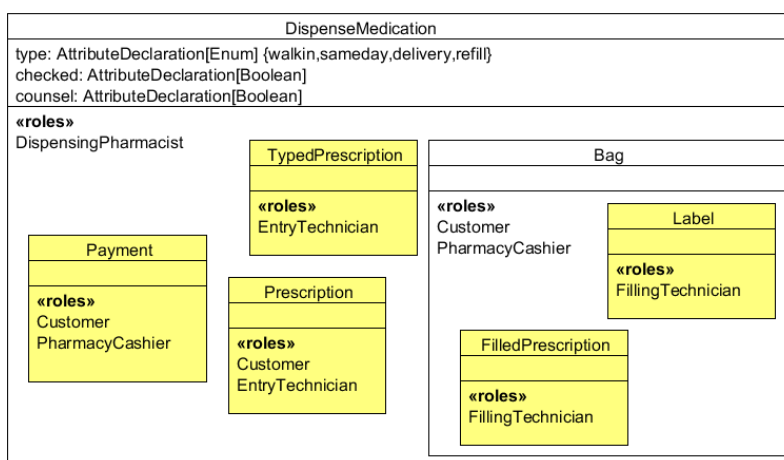 DispenseMedication
type: AttributeDeclaration[Enum] {walkin,sameday,delivery,refill}
checked: AttributeDeclaration[Boolean]
counsel: AttributeDeclaration[Boolean]
«roles»
DispensingPharmacist
TypedPrescription
«roles»
EntryTechnician
Payment
«roles»
Customer
PharmacyCashier
Prescription
«roles»
Customer
EntryTechnician
Bag
«roles»
Customer
PharmacyCashier
Label
«roles»
FillingTechnician
FilledPrescription
«roles»
FillingTechnician